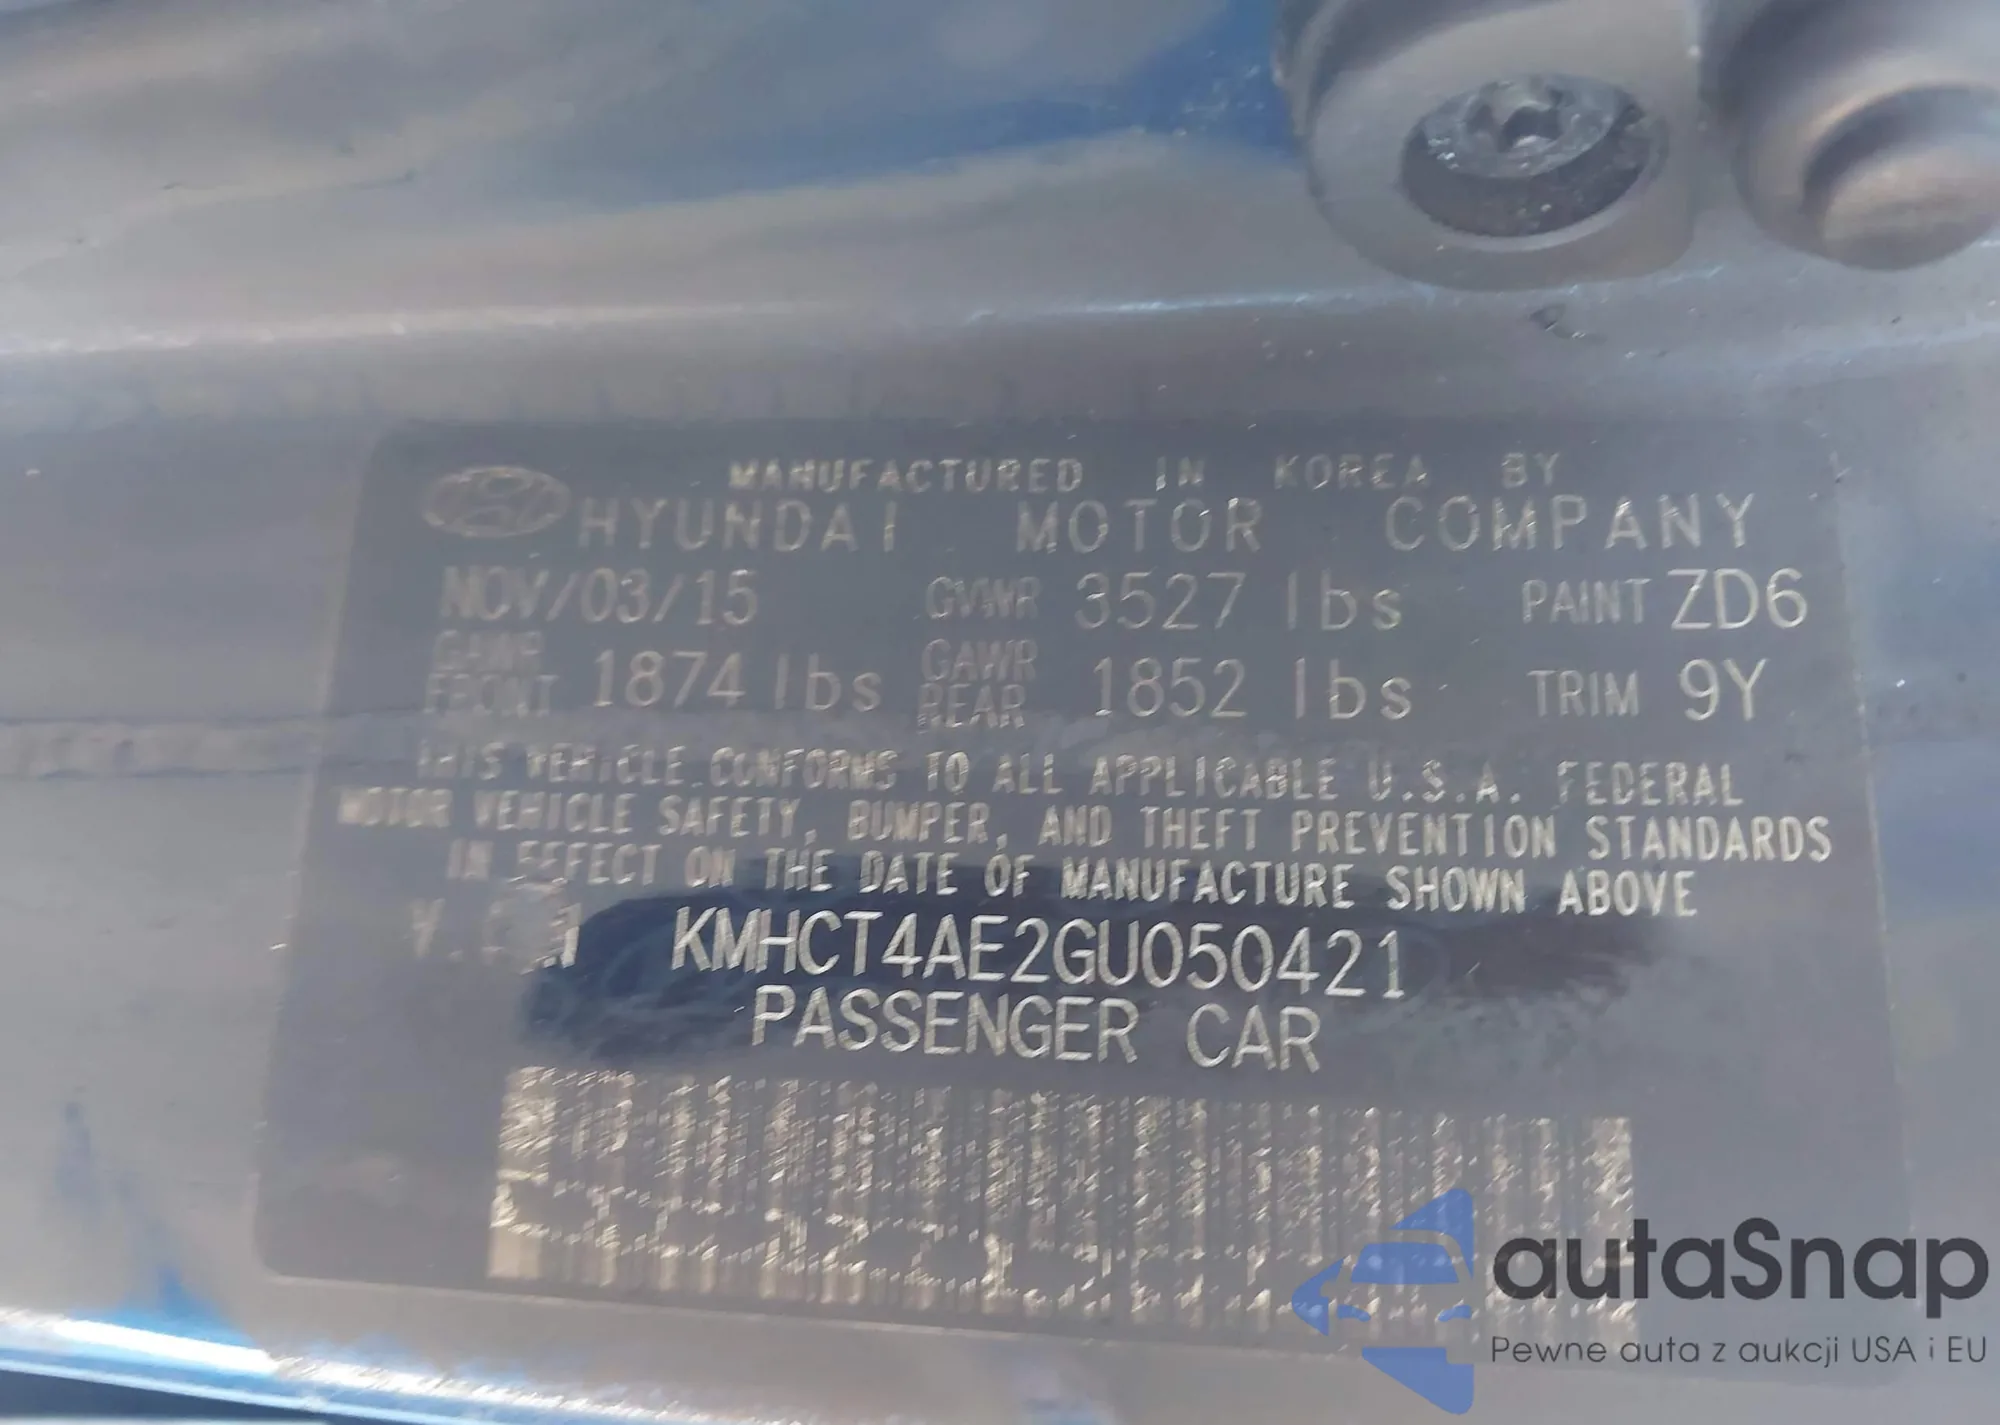 MANUFACTURED IN KOREA BY
HYUNDAI MOTOR COMPANY
NOV/03/15 GVWR 3527 lbs PAINT ZD6
GAWR FRONT 1874 lbs GAWR REAR 1852 lbs TRIM 9Y
THIS VEHICLE CONFORMS TO ALL APPLICABLE U.S.A. FEDERAL
MOTOR VEHICLE SAFETY, BUMPER, AND THEFT PREVENTION STANDARDS
IN EFFECT ON THE DATE OF MANUFACTURE SHOWN ABOVE
KMHCT4AE2GU050421
PASSENGER CAR
autaSnap
Pewne auta z aukcji USA i EU